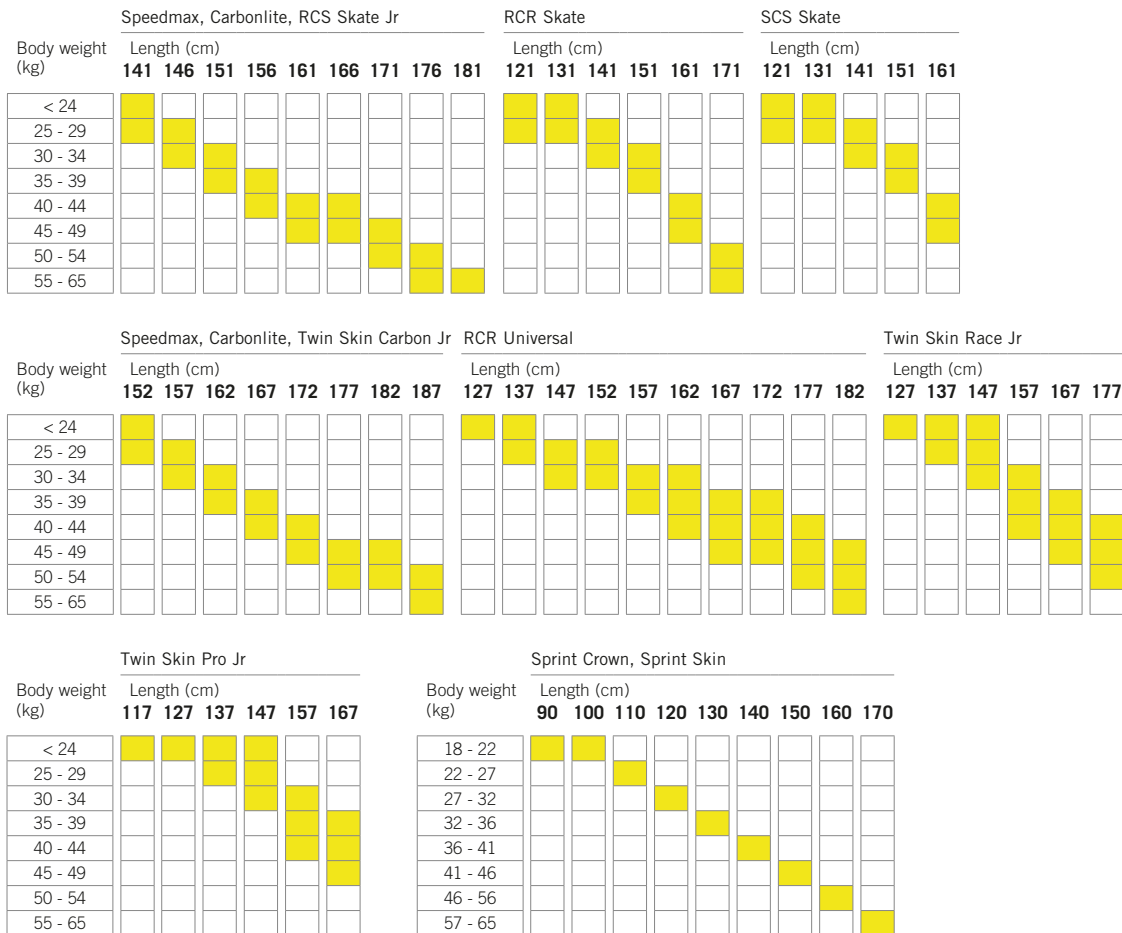 Speedmax, Carbonlite, RCS Skate Jr RCR Skate SCS Skate
Body weight Length (cm) Length (cm) Length (cm)
(kg) 141 146 151 156 161 166 171 176 181 121 131 141 151 161 171 121 131 141 151 161
< 24
25 - 29
30 - 34
35 - 39
40 - 44
45 - 49
50 - 54
55 - 65
Speedmax, Carbonlite, Twin Skin Carbon Jr RCR Universal Twin Skin Race Jr
Body weight Length (cm) Length (cm) Length (cm)
(kg) 152 157 162 167 172 177 182 187 127 137 147 152 157 162 167 172 177 182 127 137 147 157 167 177
< 24
25 - 29
30 - 34
35 - 39
40 - 44
45 - 49
50 - 54
55 - 65
Twin Skin Pro Jr Sprint Crown, Sprint Skin
Body weight Length (cm) Body weight Length (cm)
(kg) 117 127 137 147 157 167 (kg) 90 100 110 120 130 140 150 160 170
< 24 18 - 22
25 - 29 22 - 27
30 - 34 27 - 32
35 - 39 32 - 36
40 - 44 36 - 41
45 - 49 41 - 46
50 - 54 46 - 56
55 - 65 57 - 65